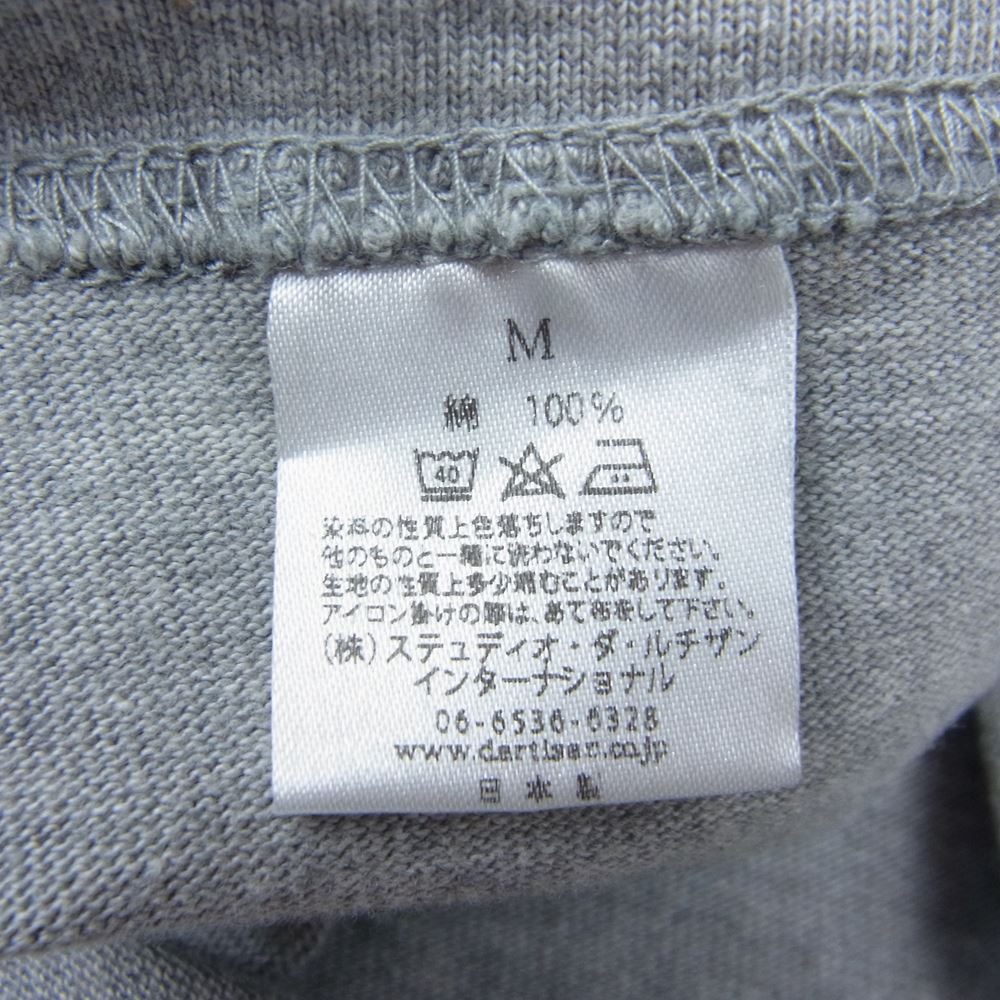 M
綿 100%
40
染料の性質上色落ちしますので
他のものと一緒に洗わないでください。
生地の性質上多少縮むことがあります。
アイロン掛けの際は、あて布をして下さい。
(株)ステュディオ・ダ・ルチザン
インターナショナル
06-6536-6328
www.dartisan.co.jp
日本製